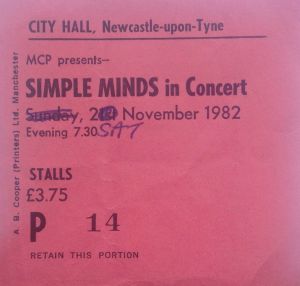 CITY HALL, Newcastle-upon-Tyne
MCP presents–
SIMPLE MINDS in Concert
Sunday, 20 November 1982
Evening 7.30 SAT
STALLS
£3.75
P 14
RETAIN THIS PORTION
A. B. Cooper (Printers) Ltd. Manchester